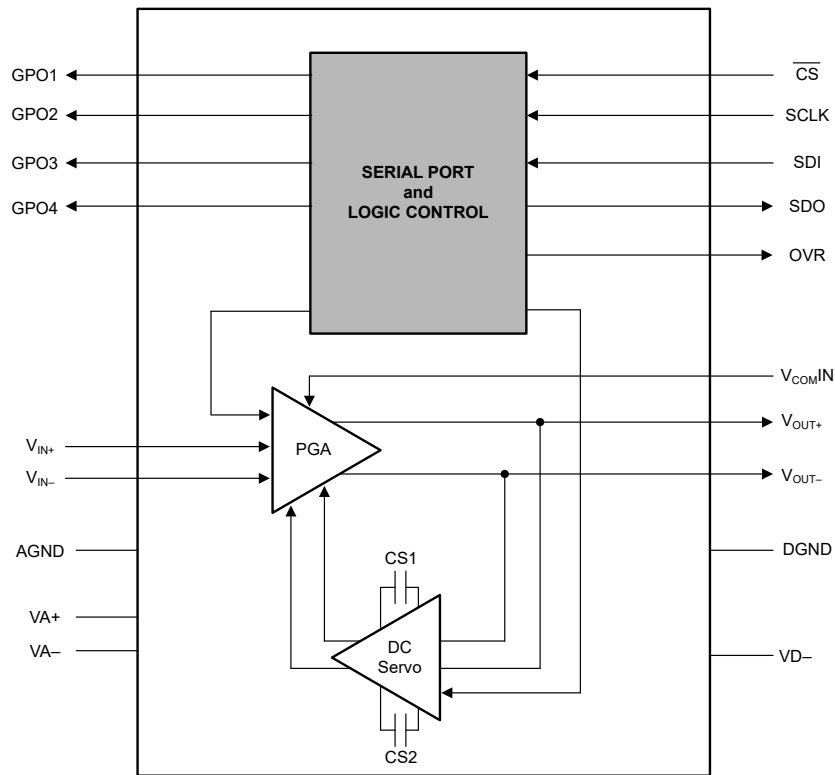 GPO1
GPO2
GPO3
GPO4
SERIAL PORT
and
LOGIC CONTROL
CS
SCLK
SDI
SDO
OVR
VCOMIN
VOUT+
VOUT–
VIN+
VIN–
PGA
AGND
DGND
CS1
VA+
VA–
DC
Servo
VD–
CS2